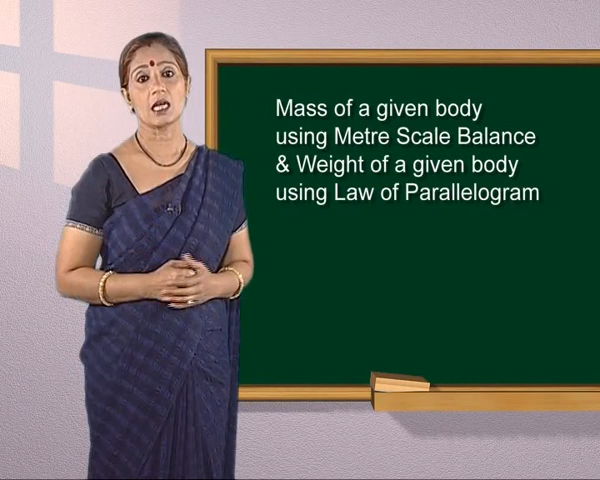 Mass of a given body
using Metre Scale Balance
& Weight of a given body
using Law of Parallelogram